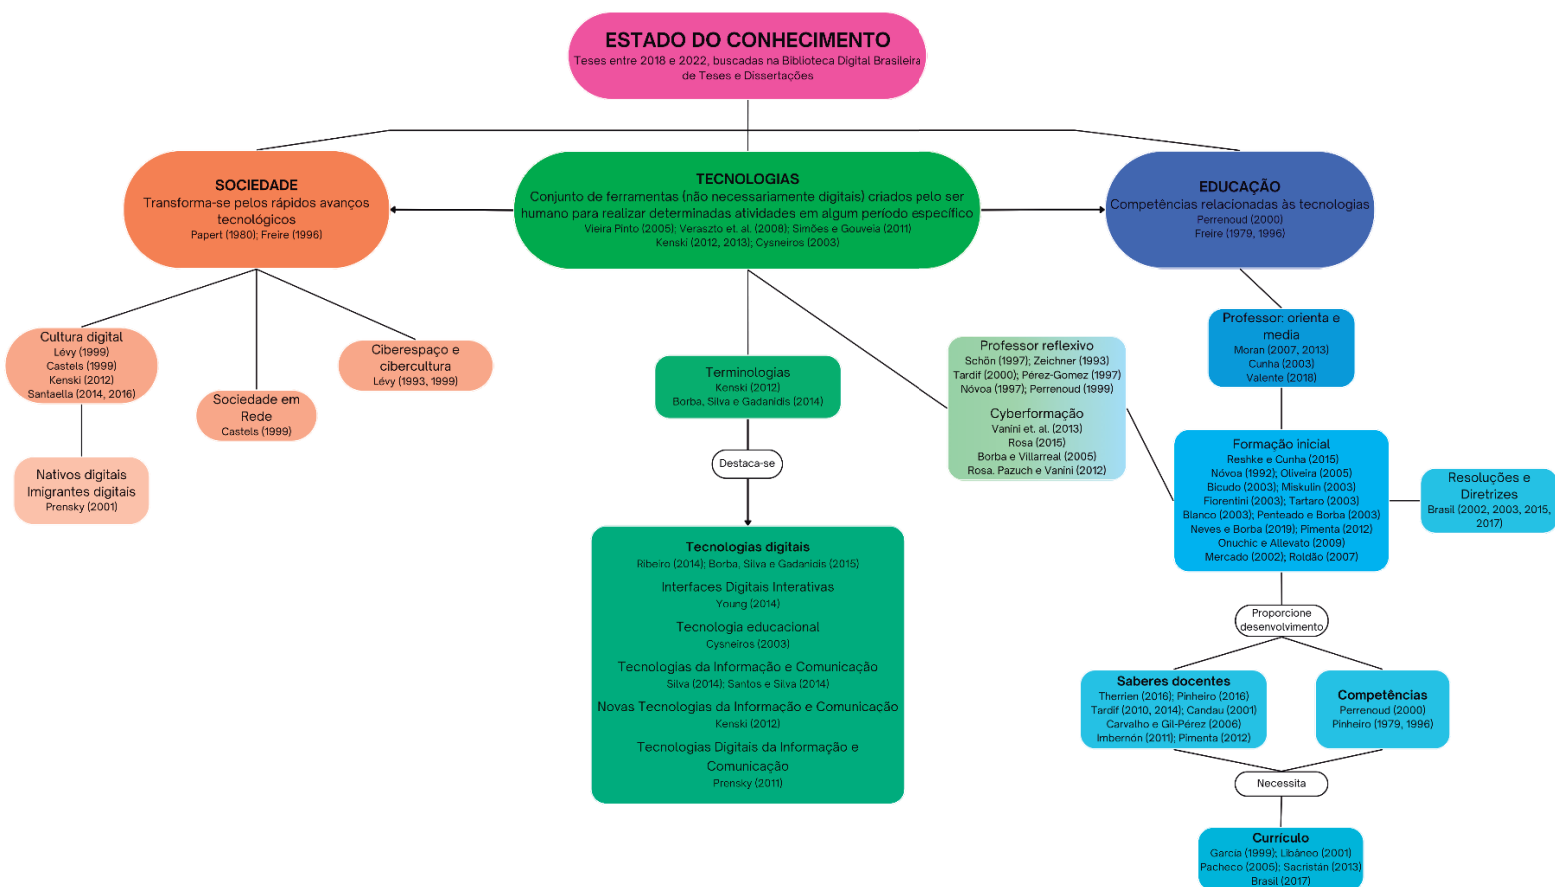 ESTADO DO CONHECIMENTO
Teses entre 2018 e 2022, buscadas na Biblioteca Digital Brasileira
de Teses e Dissertações
SOCIEDADE
Transforma-se pelos rápidos avanços
tecnológicos
Papert (1980); Freire (1996)
TECNOLOGIAS
Conjunto de ferramentas (não necessariamente digitais) criados pelo ser
humano para realizar determinadas atividades em algum período específico
Vieira Pinto (2005); Veraszto et. al. (2008); Simões e Gouveia (2011)
Kenski (2012, 2013); Cysneiros (2003)
EDUCAÇÃO
Competências relacionadas às tecnologias
Perrenoud (2000)
Freire (1979, 1996)
Cultura digital
Lévy (1999)
Castels (1999)
Kenski (2012)
Santaella (2014, 2016)
Sociedade em
Rede
Castels (1999)
Ciberespaço e
cibercultura
Lévy (1993, 1999)
Nativos digitais
Imigrantes digitais
Prensky (2001)
Terminologias
Kenski (2012)
Borba, Silva e Gadanidis (2014)
Destaca-se
Tecnologias digitais
Ribeiro (2014); Borba, Silva e Gadanidis (2015)
Interfaces Digitais Interativas
Young (2014)
Tecnologia educacional
Cysneiros (2003)
Tecnologias da Informação e Comunicação
Silva (2014); Santos e Silva (2014)
Novas Tecnologias da Informação e Comunicação
Kenski (2012)
Tecnologias Digitais da Informação e
Comunicação
Prensky (2011)
Professor reflexivo
Schön (1997); Zeichner (1993)
Tardif (2000); Pérez-Gomez (1997)
Nóvoa (1997); Perrenoud (1999)
Cyberformação
Vanini et. al. (2013)
Rosa (2015)
Borba e Villarreal (2005)
Rosa. Pazuch e Vanini (2012)
Professor: orienta e
media
Moran (2007, 2013)
Cunha (2003)
Valente (2018)
Formação inicial
Reshke e Cunha (2015)
Nóvoa (1992); Oliveira (2005)
Bicudo (2003); Miskulin (2003)
Fiorentini (2003); Tartaro (2003)
Blanco (2003); Penteado e Borba (2003)
Neves e Borba (2019); Pimenta (2012)
Onuchic e Allevato (2009)
Mercado (2002); Roldão (2007)
Resoluções e
Diretrizes
Brasil (2002, 2003, 2015,
2017)
Proporcione
desenvolvimento
Saberes docentes
Therrien (2016); Pinheiro (2016)
Tardif (2010, 2014); Candau (2001)
Carvalho e Gil-Pérez (2006)
Imbernón (2011); Pimenta (2012)
Competências
Perrenoud (2000)
Pinheiro (1979, 1996)
Necessita
Currículo
García (1999); Libâneo (2001)
Pacheco (2005); Sacristán (2013)
Brasil (2017)